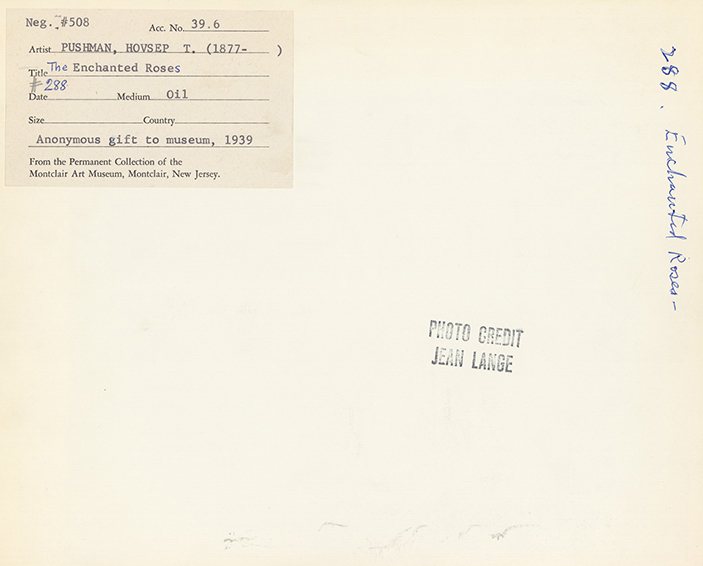 Neg. #508
Acc. No. 39.6
Artist PUSHMAN, HOVSEP T. (1877- )
Title The Enchanted Roses
#288
Date Medium Oil
Size Country
Anonymous gift to museum, 1939
From the Permanent Collection of the
Montclair Art Museum, Montclair, New Jersey.
288. Enchanted Roses-
PHOTO CREDIT
JEAN LANGE